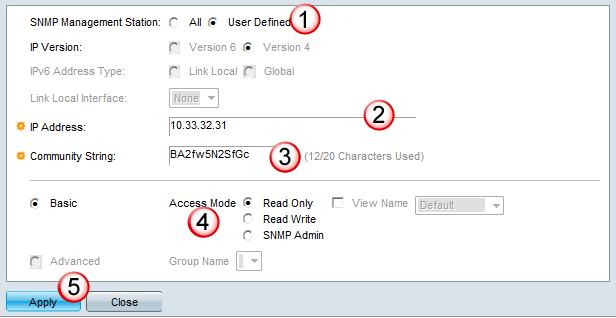 SNMP Management Station: All User Defined 1
IP Version: Version 6 Version 4
IPv6 Address Type: Link Local Global
Link Local Interface: None
IP Address: 10.33.32.31 2
Community String: BA2fw5N2SfGc 3 (12/20 Characters Used)
Basic Access Mode Read Only View Name Default
4 Read Write
SNMP Admin
Advanced Group Name
5
Apply Close